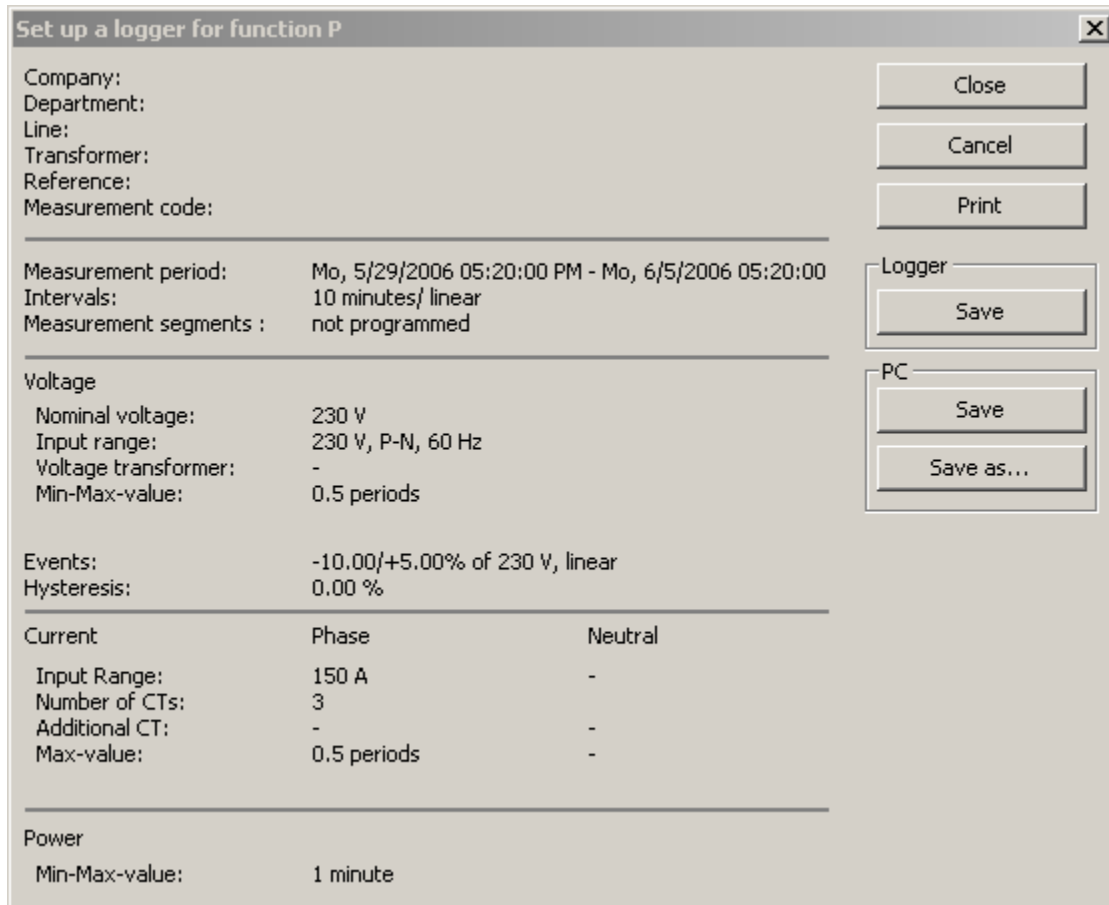 Set up a logger for function P
Company:
Department:
Line:
Transformer:
Reference:
Measurement code:
Close
Cancel
Print
Measurement period: Mo, 5/29/2006 05:20:00 PM - Mo, 6/5/2006 05:20:00
Intervals: 10 minutes/ linear
Measurement segments : not programmed
Logger
Save
PC
Save
Save as...
Voltage
Nominal voltage: 230 V
Input range: 230 V, P-N, 60 Hz
Voltage transformer: -
Min-Max-value: 0.5 periods
Events: -10.00/+5.00% of 230 V, linear
Hysteresis: 0.00 %
Current Phase Neutral
Input Range: 150 A -
Number of CTs: 3
Additional CT: - -
Max-value: 0.5 periods -
Power
Min-Max-value: 1 minute